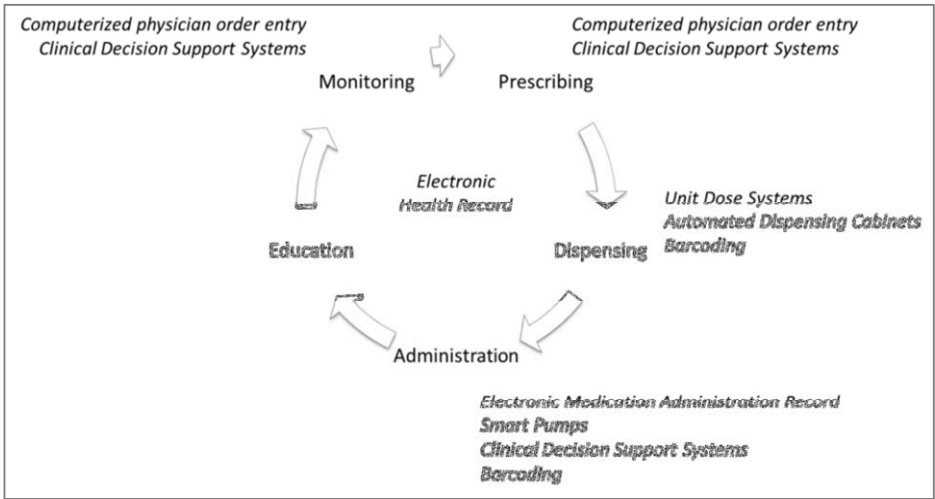 Computerized physician order entry
Clinical Decision Support Systems
Computerized physician order entry
Clinical Decision Support Systems
Monitoring
Prescribing
Electronic
Health Record
Unit Dose Systems
Automated Dispensing Cabinets
Barcoding
Education
Dispensing
Administration
Electronic Medication Administration Record
Smart Pumps
Clinical Decision Support Systems
Barcoding